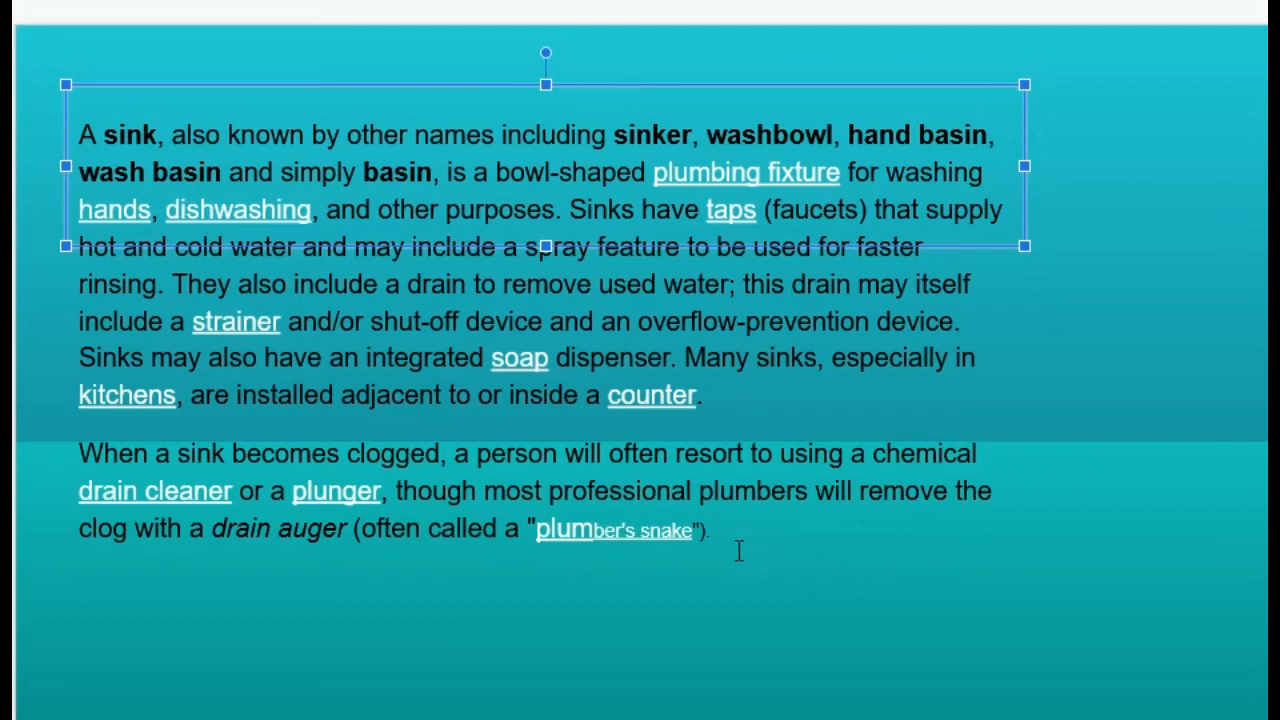 A sink, also known by other names including sinker, washbowl, hand basin,
wash basin and simply basin, is a bowl-shaped plumbing fixture for washing
hands, dishwashing, and other purposes. Sinks have taps (faucets) that supply
hot and cold water and may include a spray feature to be used for faster
rinsing. They also include a drain to remove used water; this drain may itself
include a strainer and/or shut-off device and an overflow-prevention device.
Sinks may also have an integrated soap dispenser. Many sinks, especially in
kitchens, are installed adjacent to or inside a counter.
When a sink becomes clogged, a person will often resort to using a chemical
drain cleaner or a plunger, though most professional plumbers will remove the
clog with a drain auger (often called a "plumber's snake").